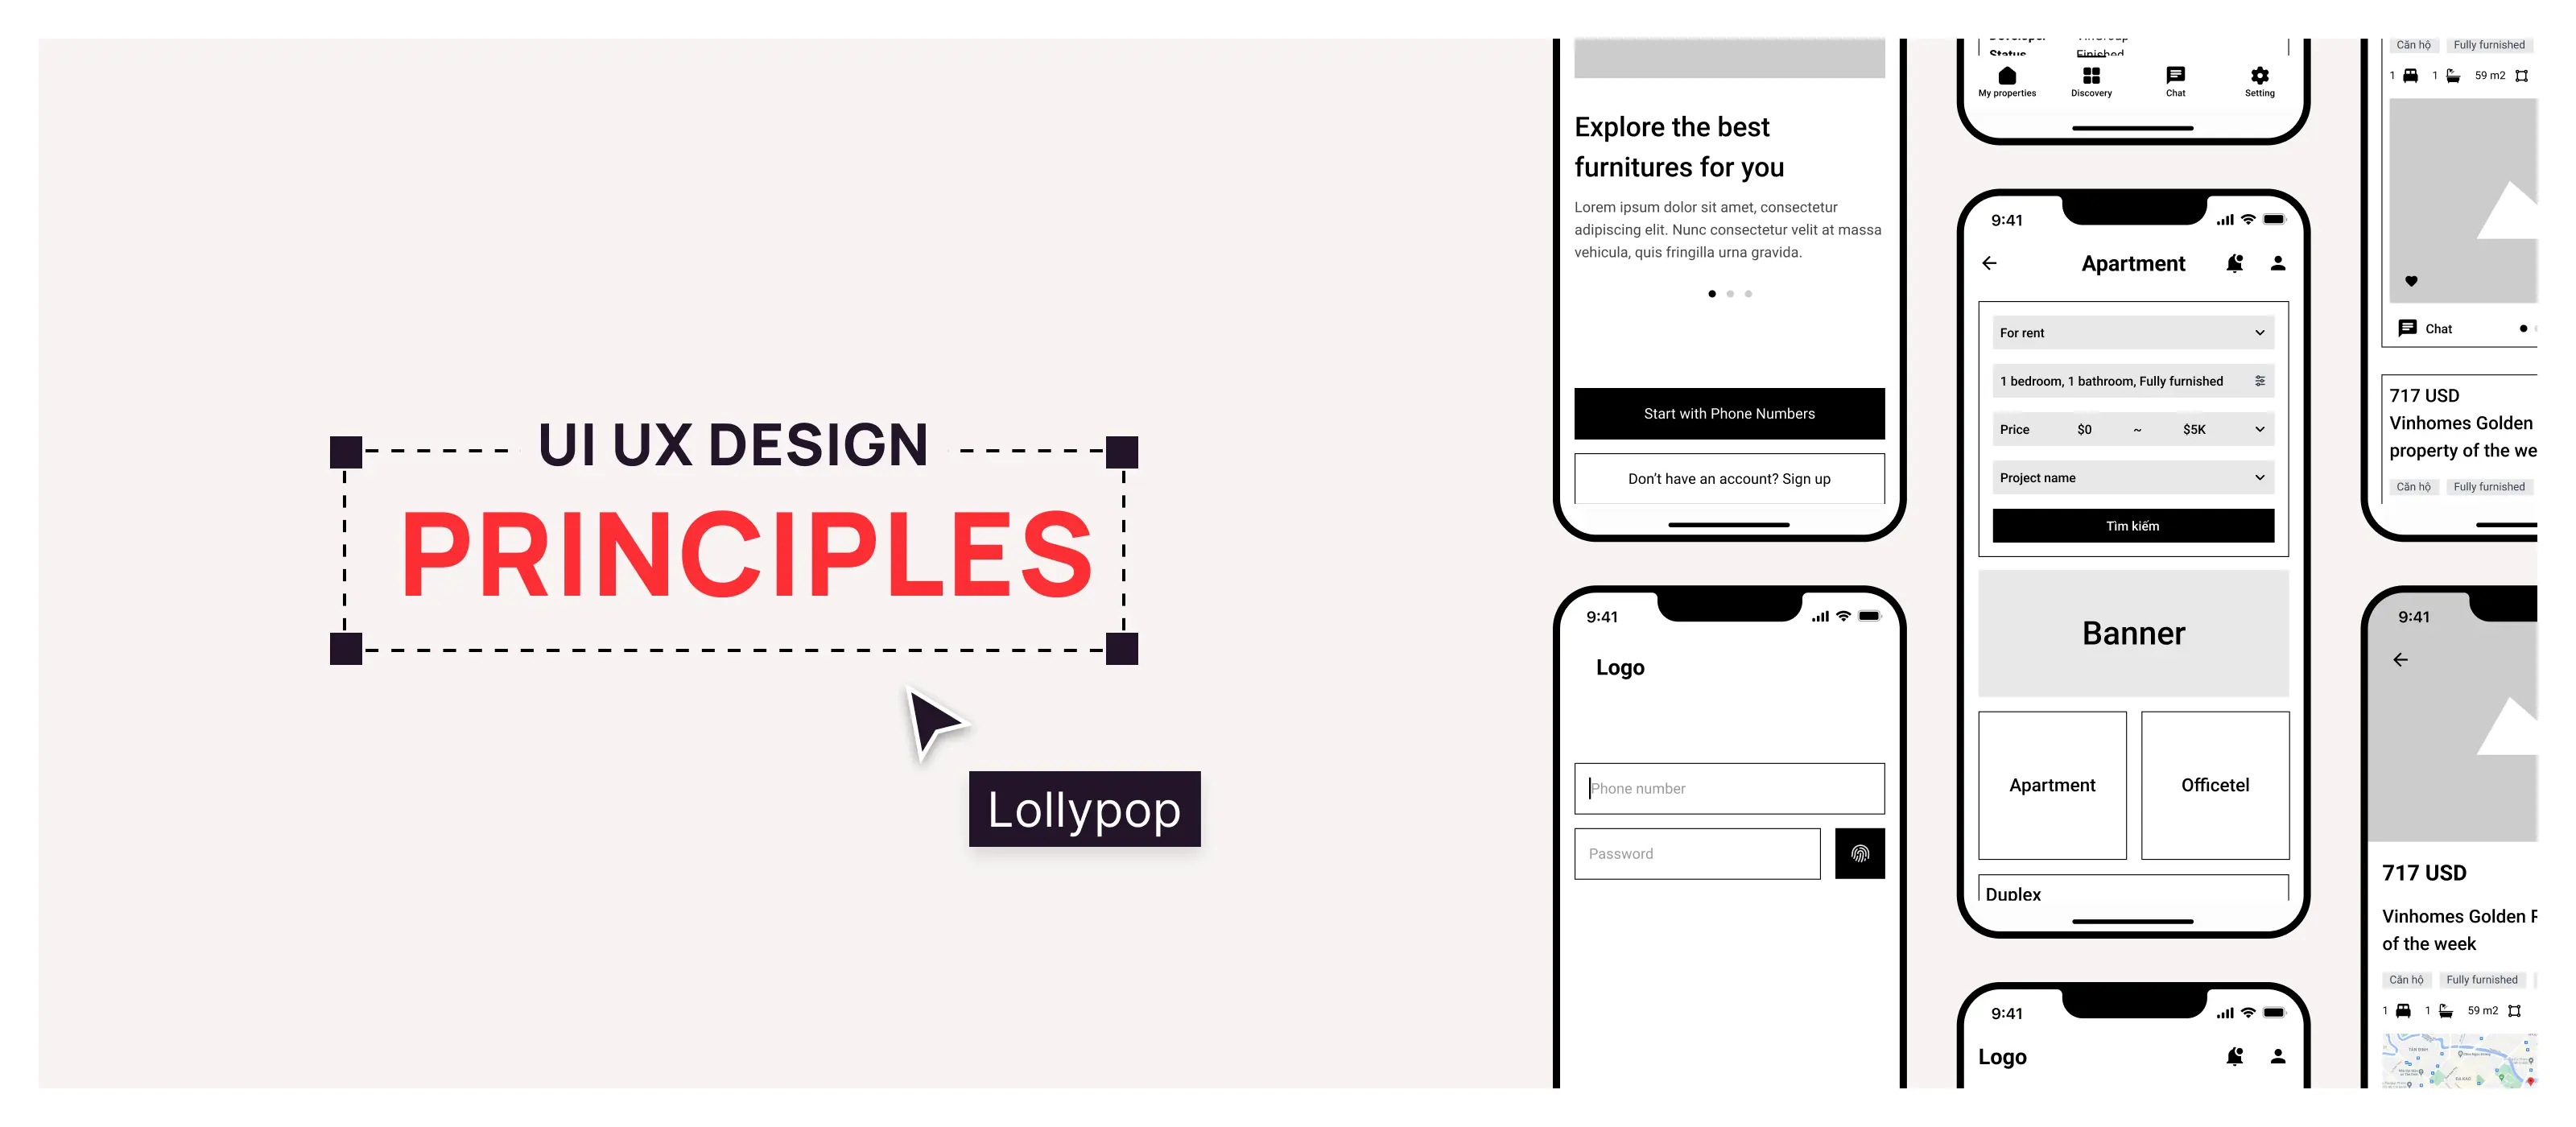 UI UX DESIGN
PRINCIPLES
Lollypop
Explore the best
furnitures for you
Lorem ipsum dolor sit amet, consectetur
adipiscing elit. Nunc consectetur velit at massa
vehicula, quis fringilla urna gravida.
Start with Phone Numbers
Don't have an account? Sign up
9:41
Logo
Phone number
Password
Status
Finished
My properties
Discovery
Chat
Setting
9:41
Apartment
For rent
1 bedroom, 1 bathroom, Fully furnished
Price $0 ~ $5K
Project name
Tìm kiếm
Banner
Apartment
Officetel
Duplex
9:41
Logo
Căn hộ Fully furnished
1 1 59 m2
Chat
717 USD
Vinhomes Golden
property of the we
Căn hộ Fully furnished
9:41
717 USD
Vinhomes Golden
of the week
Căn hộ Fully furnished
1 1 59 m2